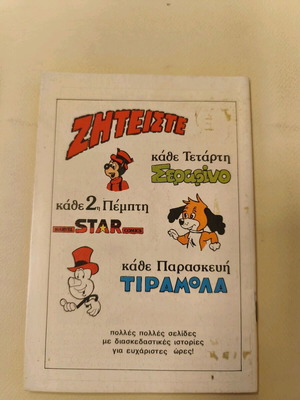 ΖΗΤΕΙΣΤΕ
κάθε Τετάρτη
ΣΕΡΑΦΙΝΟ
κάθε 2η Πέμπτη
STAR
κάθε Παρασκευή
ΤΙΡΑΜΟΛΑ
πολλές πολλές σελίδες
με διασκεδαστικές ιστορίες
για ευχάριστες ώρες!